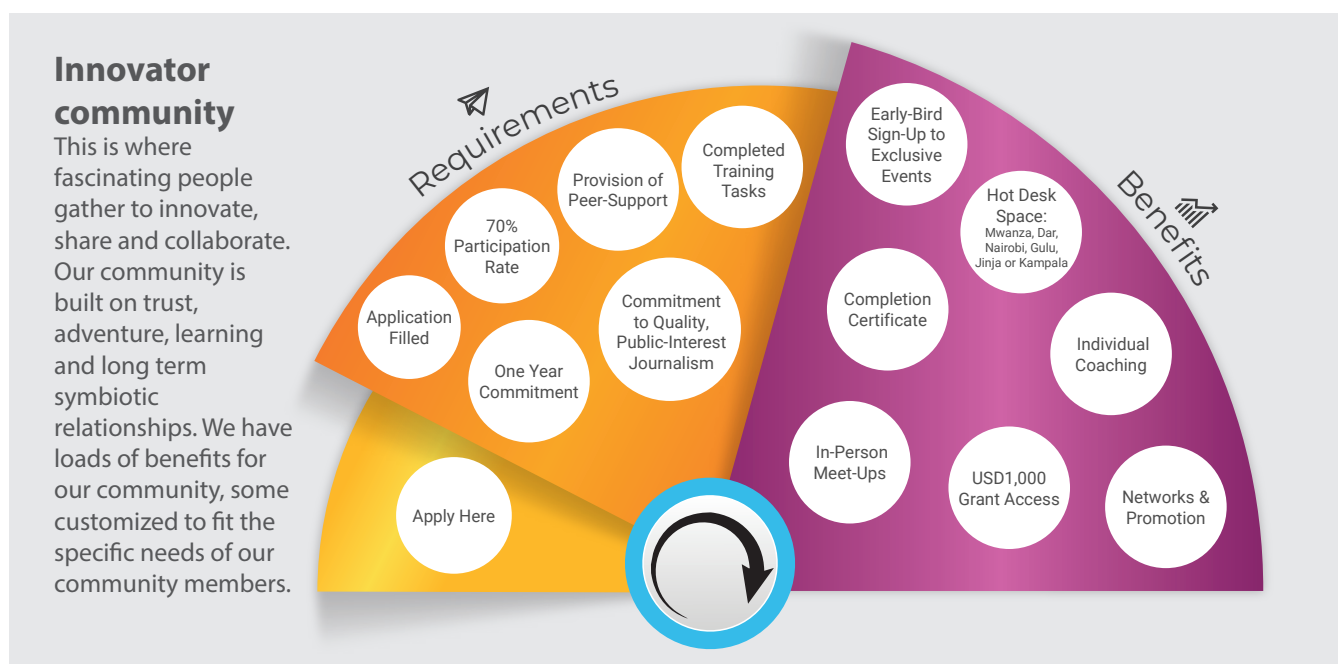 Innovator
community
This is where
fascinating people
gather to innovate,
share and collaborate.
Our community is
built on trust,
adventure, learning
and long term
symbiotic
relationships. We have
loads of benefits for
our community, some
customized to fit the
specific needs of our
community members.
Apply Here
Requirements
Application
Filled
70%
Participation
Rate
Provision of
Peer-Support
Completed
Training
Tasks
One Year
Commitment
Commitment
to Quality,
Public-Interest
Journalism
Benefits
Early-Bird
Sign-Up to
Exclusive
Events
Hot Desk
Space:
Mwanza, Dar,
Nairobi, Gulu,
Jinja or Kampala
Completion
Certificate
Individual
Coaching
In-Person
Meet-Ups
USD1,000
Grant Access
Networks &
Promotion